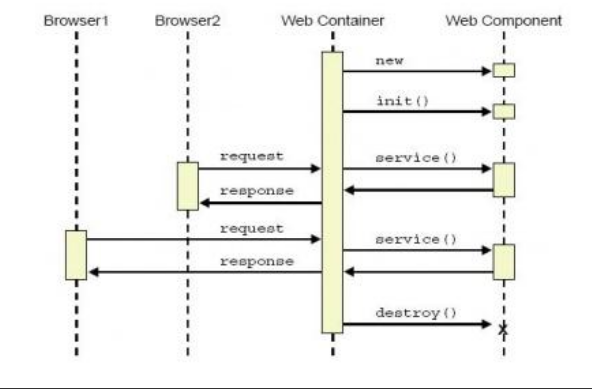 Browser1 Browser2 Web Container Web Component
new
init()
request service()
response
request
service()
response
destroy()